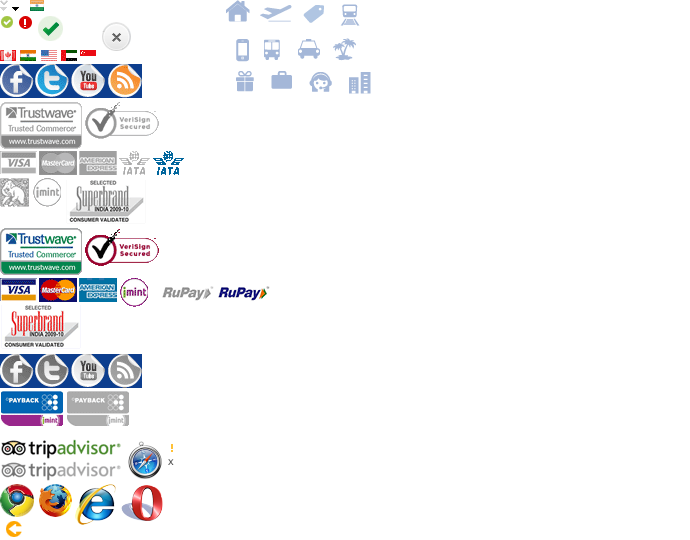 You
Tube
Trustwave®
Trusted Commerce®
www.trustwave.com
VeriSign
Secured
VISA
MasterCard
AMERICAN
EXPRESS
IATA
IATA
imint
SELECTED
Superbrand
INDIA 2009-10
CONSUMER VALIDATED
Trustwave®
Trusted Commerce®
www.trustwave.com
VeriSign
Secured
VISA
MasterCard
AMERICAN
EXPRESS
imint
RuPay
RuPay
SELECTED
Superbrand
INDIA 2009-10
CONSUMER VALIDATED
You
Tube
PAYBACK
imint
PAYBACK
imint
tripadvisor®
tripadvisor®
!
x